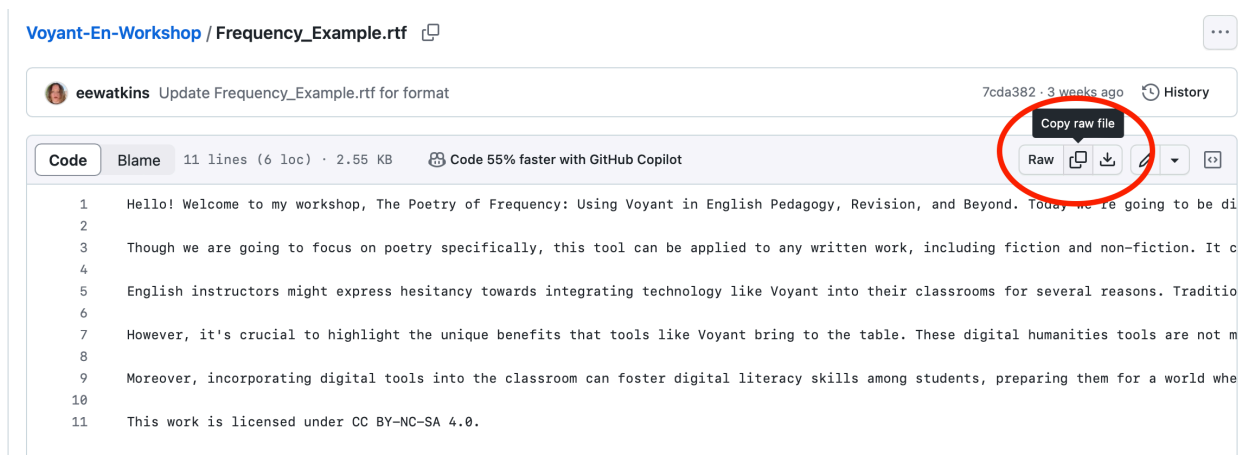 Voyant-En-Workshop / Frequency_Example.rtf
eewatkins Update Frequency_Example.rtf for format 7cda382 · 3 weeks ago History
Copy raw file
Code Blame 11 lines (6 loc) · 2.55 KB Code 55% faster with GitHub Copilot Raw
1 Hello! Welcome to my workshop, The Poetry of Frequency: Using Voyant in English Pedagogy, Revision, and Beyond. Today we're going to be di
2
3 Though we are going to focus on poetry specifically, this tool can be applied to any written work, including fiction and non-fiction. It c
4
5 English instructors might express hesitancy towards integrating technology like Voyant into their classrooms for several reasons. Traditio
6
7 However, it's crucial to highlight the unique benefits that tools like Voyant bring to the table. These digital humanities tools are not m
8
9 Moreover, incorporating digital tools into the classroom can foster digital literacy skills among students, preparing them for a world whe
10
11 This work is licensed under CC BY-NC-SA 4.0.